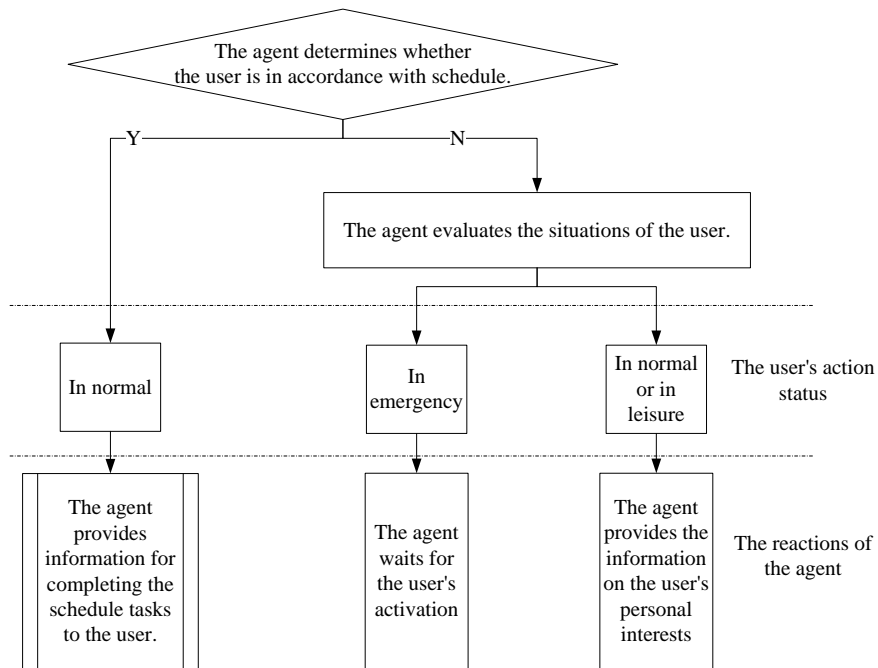 The agent determines whether
the user is in accordance with schedule.
Y
N
The agent evaluates the situations of the user.
In normal
In
emergency
In normal
or in
leisure
The user's action
status
The agent
provides
information for
completing the
schedule tasks
to the user.
The agent
waits for
the user's
activation
The agent
provides the
information
on the user's
personal
interests
The reactions of
the agent